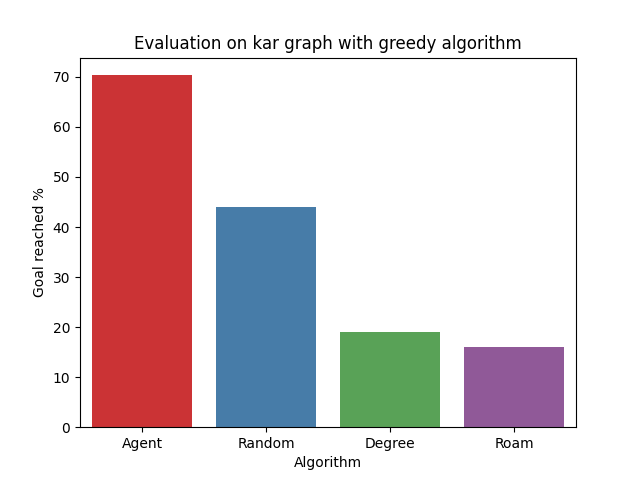 Evaluation on kar graph with greedy algorithm
70
60
50
40
30
20
10
0
Goal reached %
Agent Random Degree Roam
Algorithm